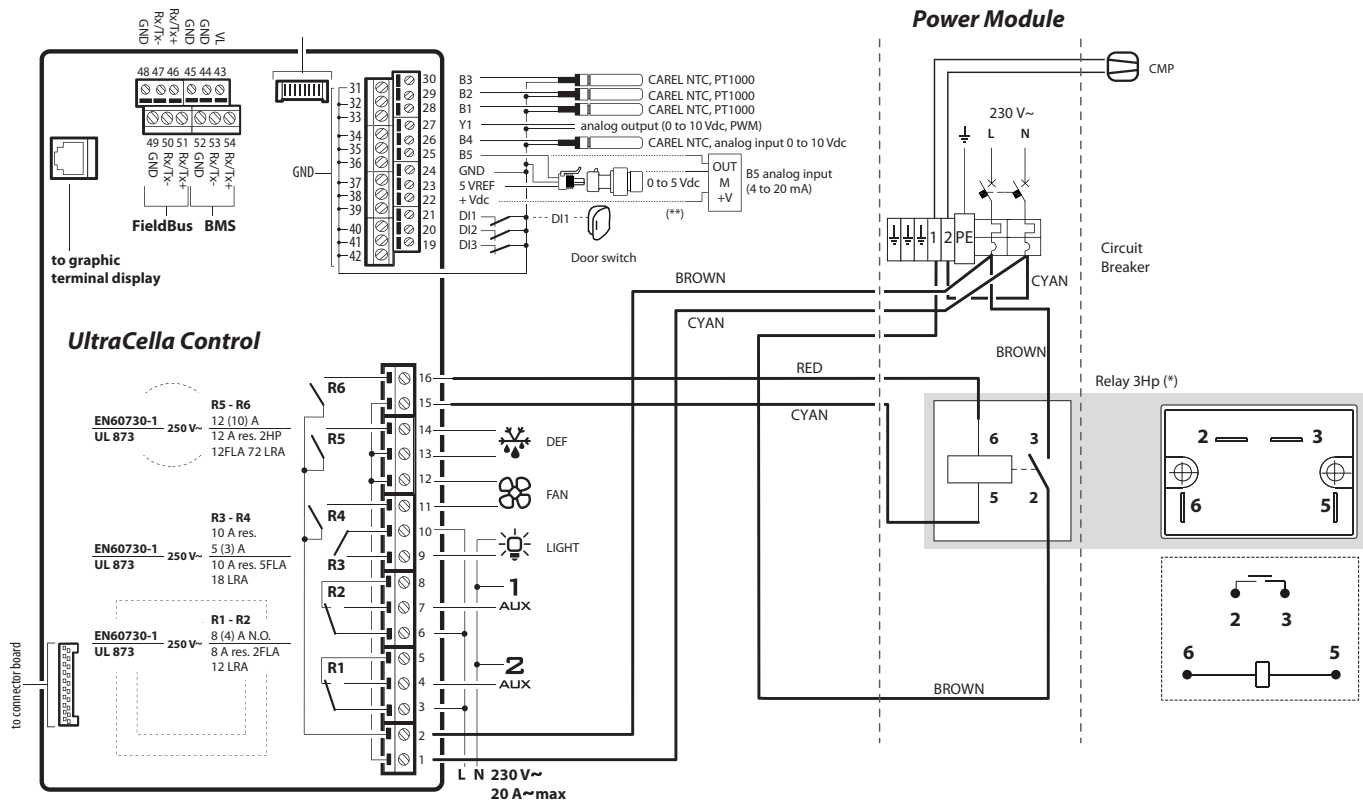 Power Module
GND
Rx/Tx-
Rx/Tx+
GND
GND
VL
48 47 46 45 44 43
49 50 51 52 53 54
GND
Rx/Tx-
Rx/Tx+
GND
Rx/Tx-
Rx/Tx+
FieldBus BMS
to graphic
terminal display
GND
31
32
33
34
35
36
37
38
39
40
41
42
30
29
28
27
26
25
24
23
22
21
20
19
B3
B2
B1
Y1
B4
B5
GND
5 VREF
+ Vdc
DI1
DI2
DI3
CAREL NTC, PT1000
CAREL NTC, PT1000
CAREL NTC, PT1000
analog output (0 to 10 Vdc, PWM)
CAREL NTC, analog input 0 to 10 Vdc
0 to 5 Vdc
OUT
M
+V
B5 analog input
(4 to 20 mA)
(**)
DI1
Door switch
CMP
230 V~
L N
1 2 PE
Circuit
Breaker
BROWN
CYAN
CYAN
BROWN
UltraCella Control
RED
CYAN
Relay 3Hp (*)
6 3
5 2
2 3
6 5
2 3
6 5
BROWN
EN60730-1
UL 873
250 V~
R5 - R6
12 (10) A
12 A res. 2HP
12FLA 72 LRA
EN60730-1
UL 873
250 V~
R3 - R4
10 A res.
5 (3) A
10 A res. 5FLA
18 LRA
EN60730-1
UL 873
250 V~
R1 - R2
8 (4) A N.O.
8 A res. 2FLA
12 LRA
R6
R5
R4
R3
R2
R1
16
15
14
13
12
11
10
9
8
7
6
5
4
3
2
1
DEF
FAN
LIGHT
1
AUX
2
AUX
to connector board
L N 230 V~
20 A~max